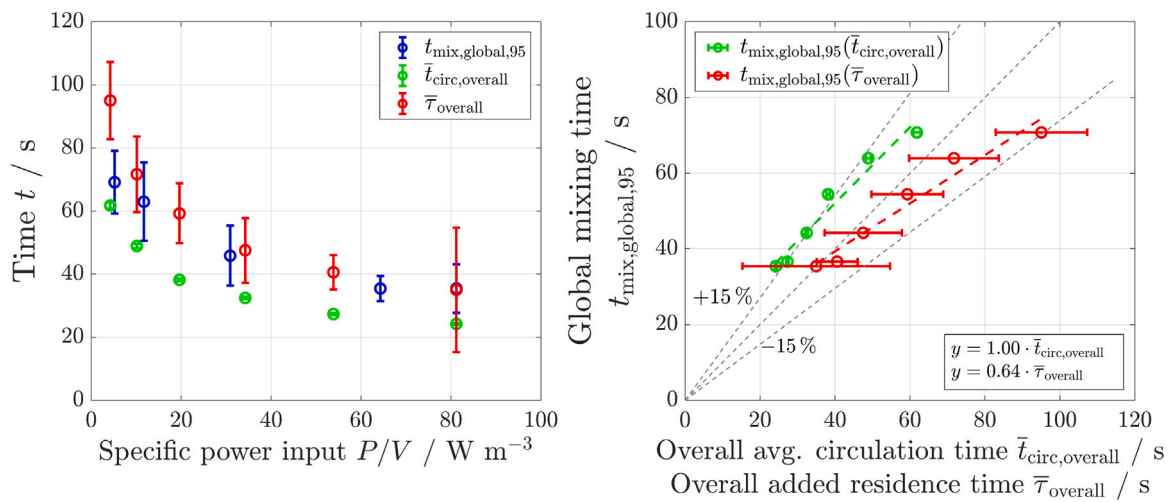 120
100
80
60
40
20
0
0 20 40 60 80 100
Time t / s
Specific power input P/V / W m⁻³
t_mix,global,95
t̄_circ,overall
τ̄_overall
100
80
60
40
20
0
0 20 40 60 80 100 120
Global mixing time
t_mix,global,95 / s
t_mix,global,95(t̄_circ,overall)
t_mix,global,95(τ̄_overall)
+15 %
−15 %
y = 1.00 · t̄_circ,overall
y = 0.64 · τ̄_overall
Overall avg. circulation time t̄_circ,overall / s
Overall added residence time τ̄_overall / s